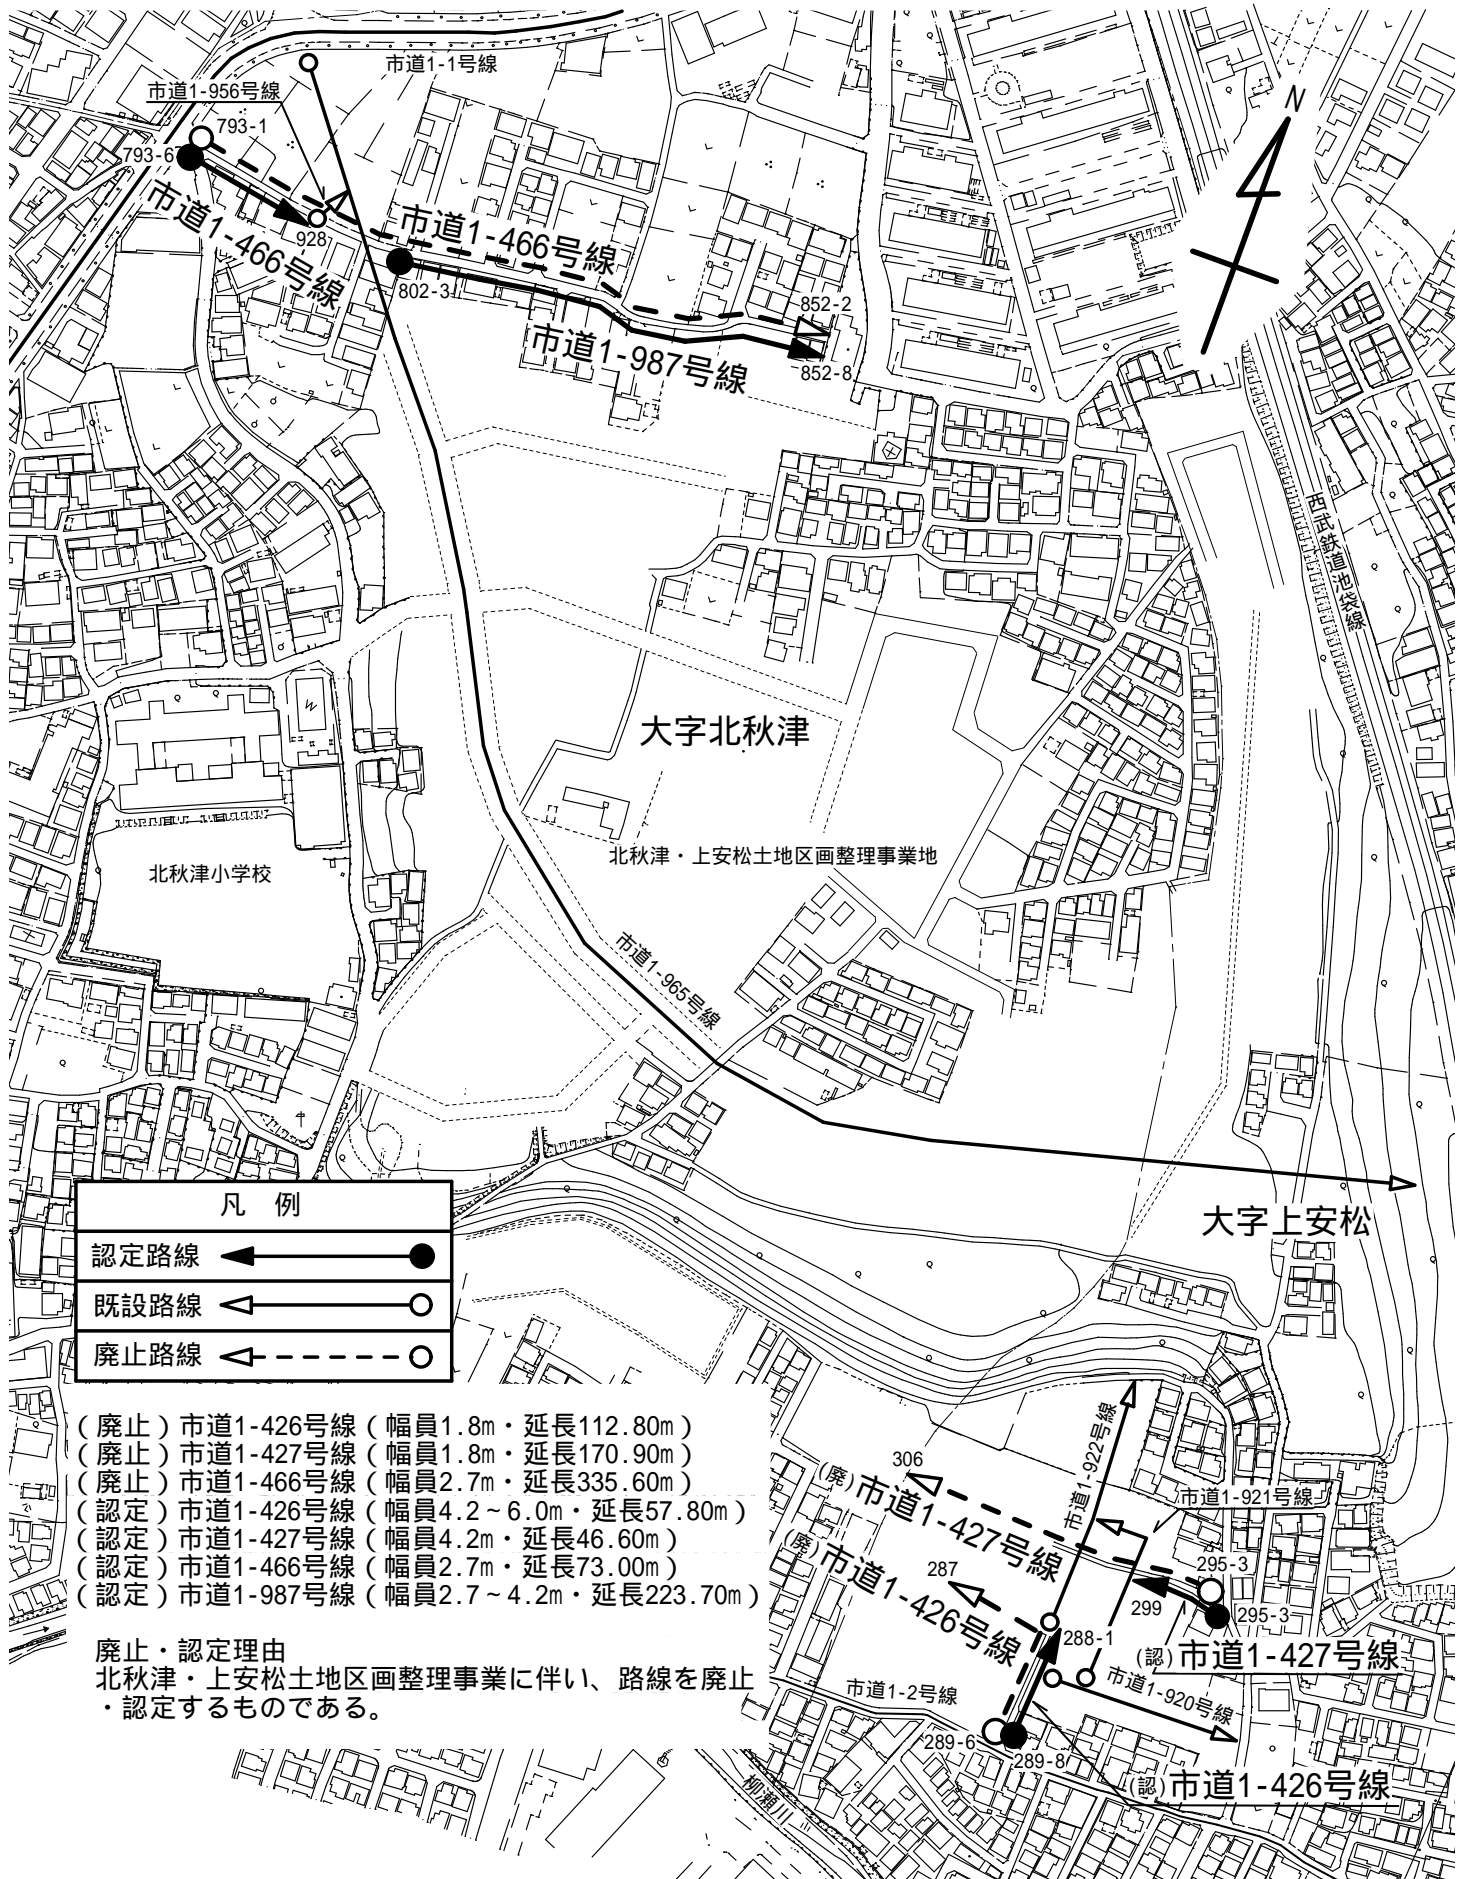 市道1-1号線
市道1-956号線
N
793-1
793-6
市道1-466号線
928
市道1-466号線
802-3
852-2
市道1-987号線
852-8
西武鉄道池袋線
大字北秋津
北秋津・上安松土地区画整理事業地
北秋津小学校
市道1-965号線
大字上安松
凡 例
認定路線
既設路線
廃止路線
(廃止)市道1-426号線(幅員1.8m・延長112.80m)
(廃止)市道1-427号線(幅員1.8m・延長170.90m)
(廃止)市道1-466号線(幅員2.7m・延長335.60m)
(認定)市道1-426号線(幅員4.2~6.0m・延長57.80m)
(認定)市道1-427号線(幅員4.2m・延長46.60m)
(認定)市道1-466号線(幅員2.7m・延長73.00m)
(認定)市道1-987号線(幅員2.7~4.2m・延長223.70m)
廃止・認定理由
北秋津・上安松土地区画整理事業に伴い、路線を廃止
・認定するものである。
市道1-922号線
306
(廃)市道1-427号線
市道1-921号線
(廃)市道1-426号線
287
295-3
299
295-3
288-1
(認)市道1-427号線
市道1-920号線
市道1-2号線
289-6
289-8
(認)市道1-426号線
柳瀬川